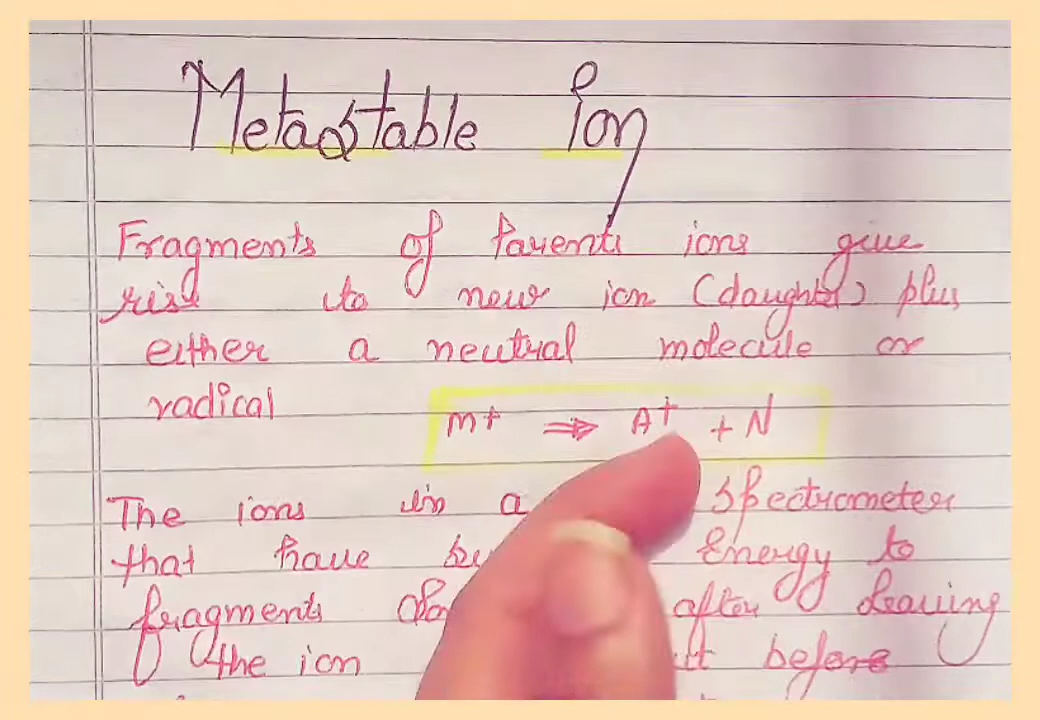 Metastable ion
Fragments of Parents ions give
rise to new ion (daughter) plus
either a neutral molecule or
radical
M+ ⇒ A+ + N
The ions in a spectrometer
that have Energy to
fragments after leaving
the ion before